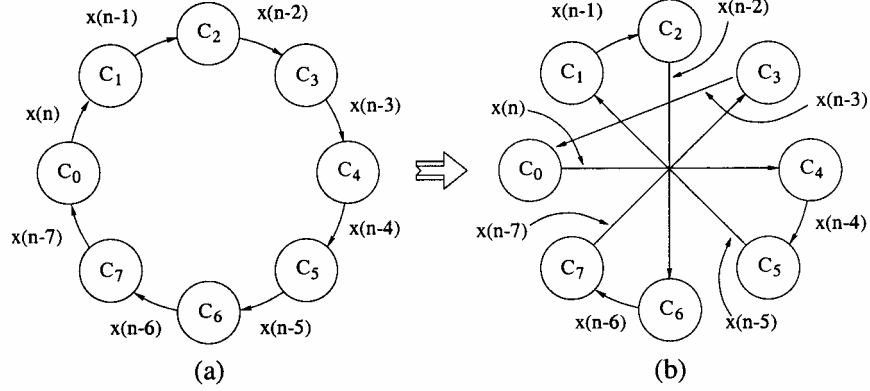 x(n-1)
C2
x(n-2)
C1
C3
x(n)
x(n-3)
C0
C4
x(n-7)
x(n-4)
C7
C5
C6
x(n-6)
x(n-5)
(a)
x(n-1)
C2
x(n-2)
C1
C3
x(n)
x(n-3)
C0
C4
x(n-7)
x(n-4)
C7
C5
C6
x(n-6)
x(n-5)
(b)